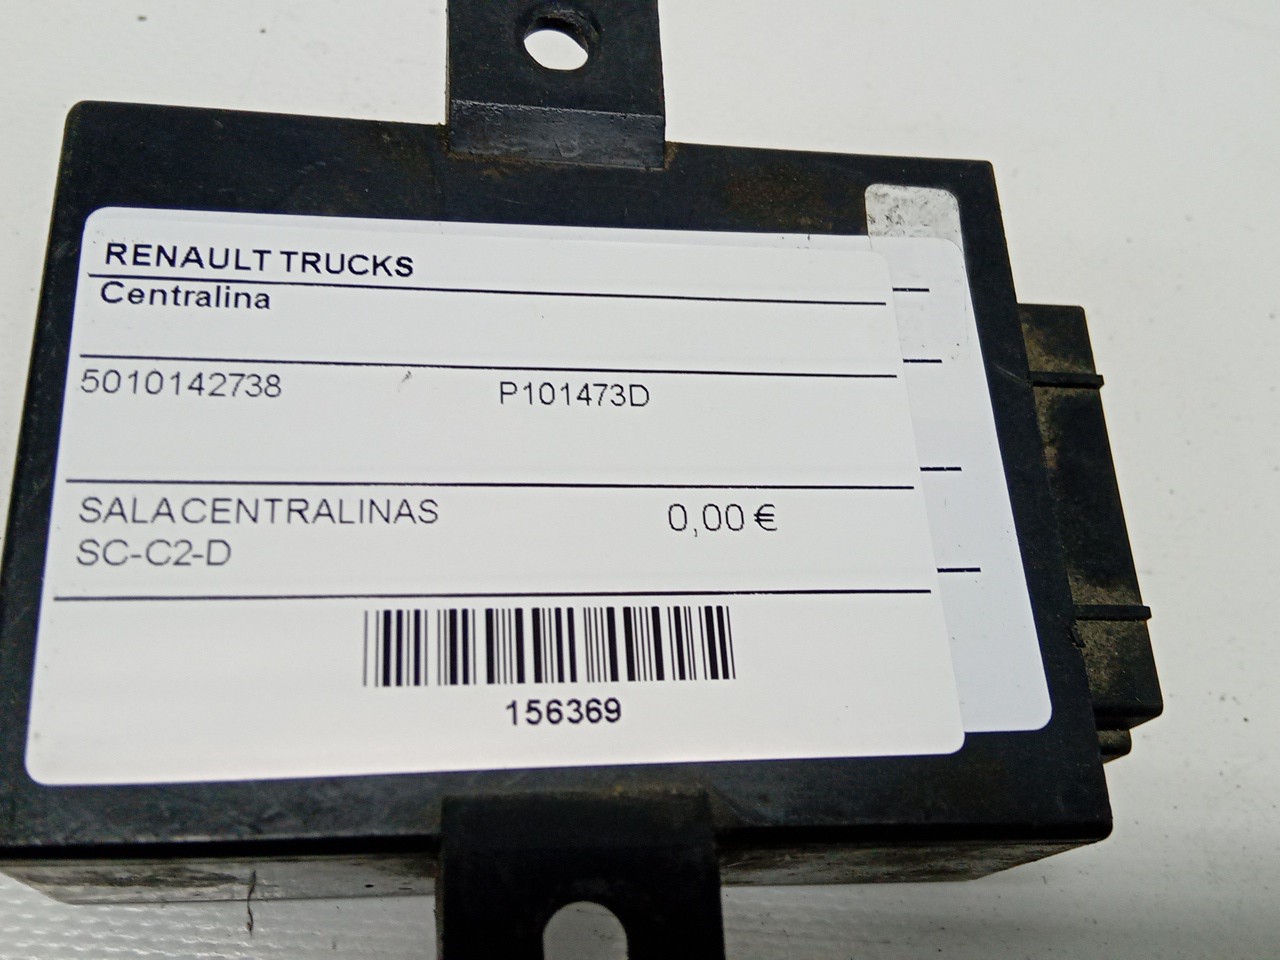 RENAULT TRUCKS
Centralina
5010142738 P101473D
SALACENTRALINAS 0,00 €
SC-C2-D
156369